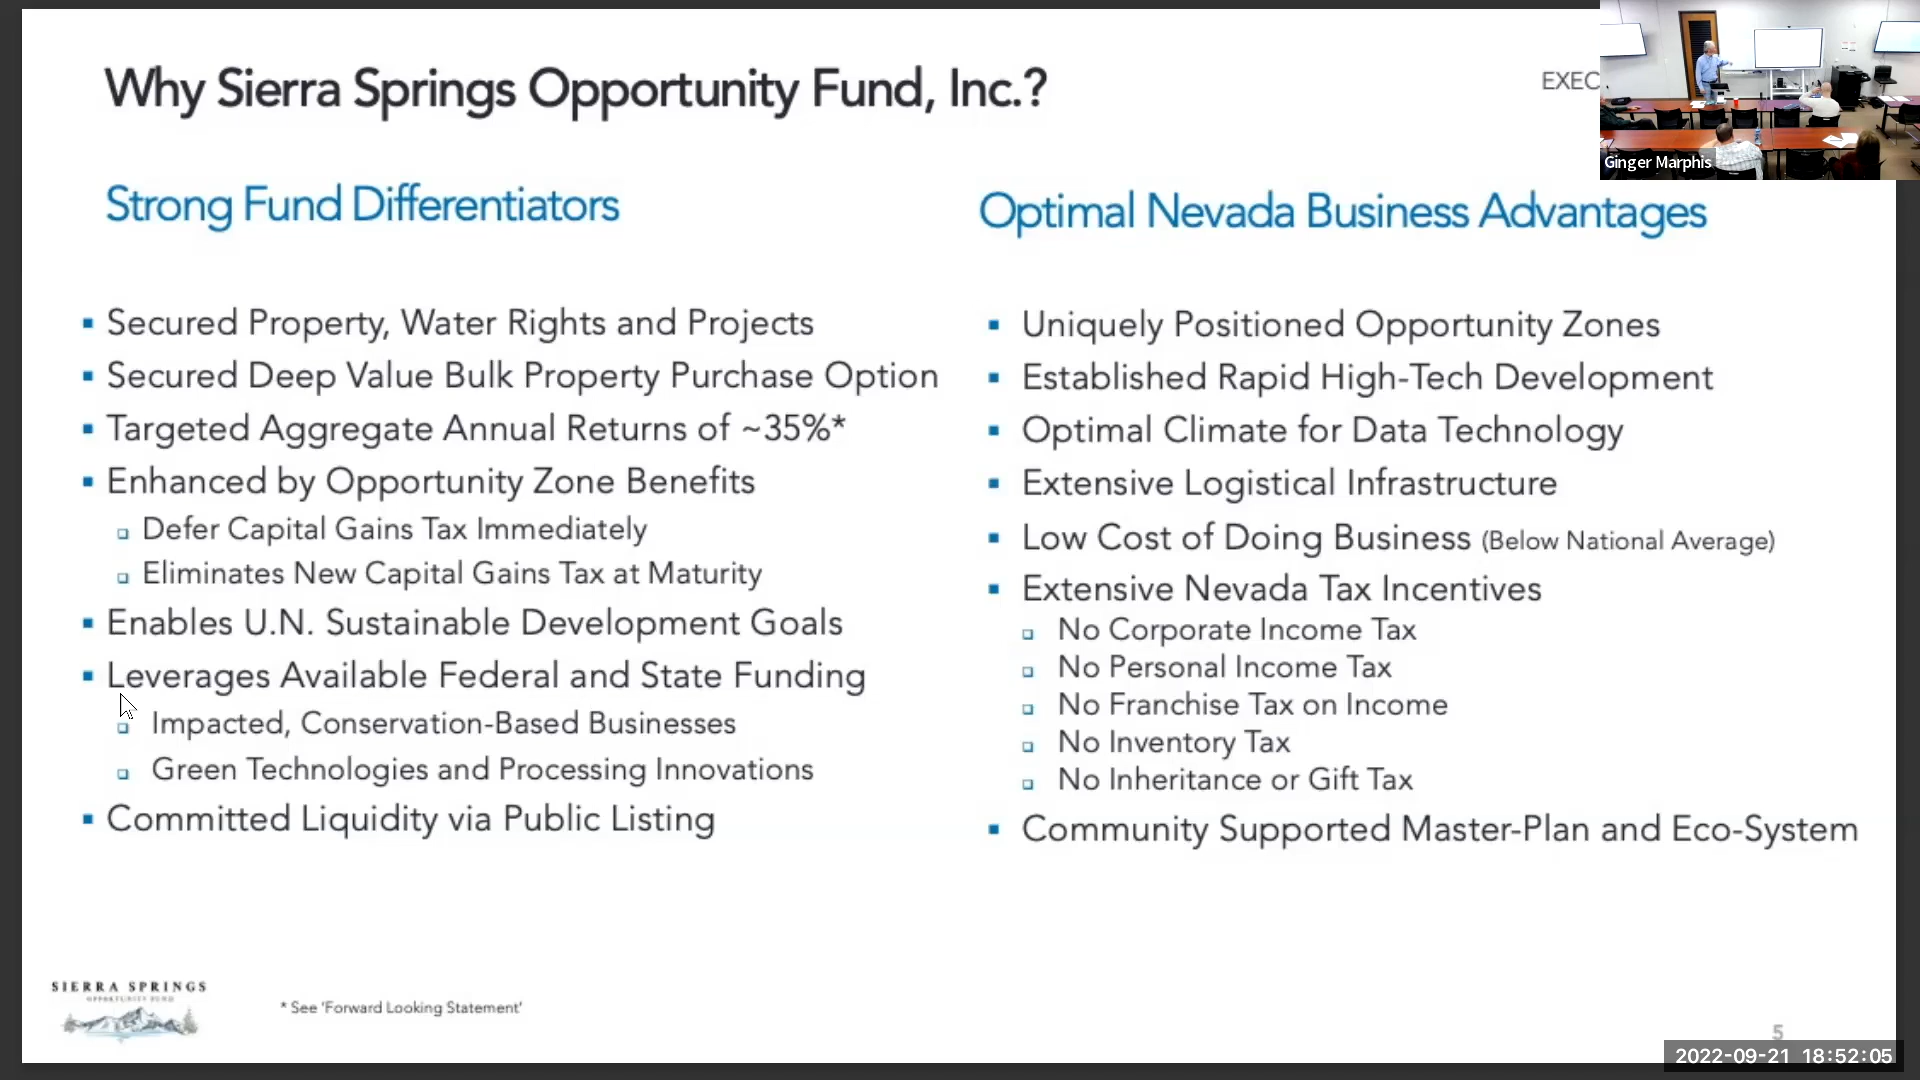 Why Sierra Springs Opportunity Fund, Inc.?
EXEC
Ginger Marphis
Strong Fund Differentiators
Secured Property, Water Rights and Projects
Secured Deep Value Bulk Property Purchase Option
Targeted Aggregate Annual Returns of ~35%*
Enhanced by Opportunity Zone Benefits
Defer Capital Gains Tax Immediately
Eliminates New Capital Gains Tax at Maturity
Enables U.N. Sustainable Development Goals
Leverages Available Federal and State Funding
Impacted, Conservation-Based Businesses
Green Technologies and Processing Innovations
Committed Liquidity via Public Listing
Optimal Nevada Business Advantages
Uniquely Positioned Opportunity Zones
Established Rapid High-Tech Development
Optimal Climate for Data Technology
Extensive Logistical Infrastructure
Low Cost of Doing Business (Below National Average)
Extensive Nevada Tax Incentives
No Corporate Income Tax
No Personal Income Tax
No Franchise Tax on Income
No Inventory Tax
No Inheritance or Gift Tax
Community Supported Master-Plan and Eco-System
SIERRA SPRINGS
OPPORTUNITY FUND
* See 'Forward Looking Statement'
5
2022-09-21 18:52:05